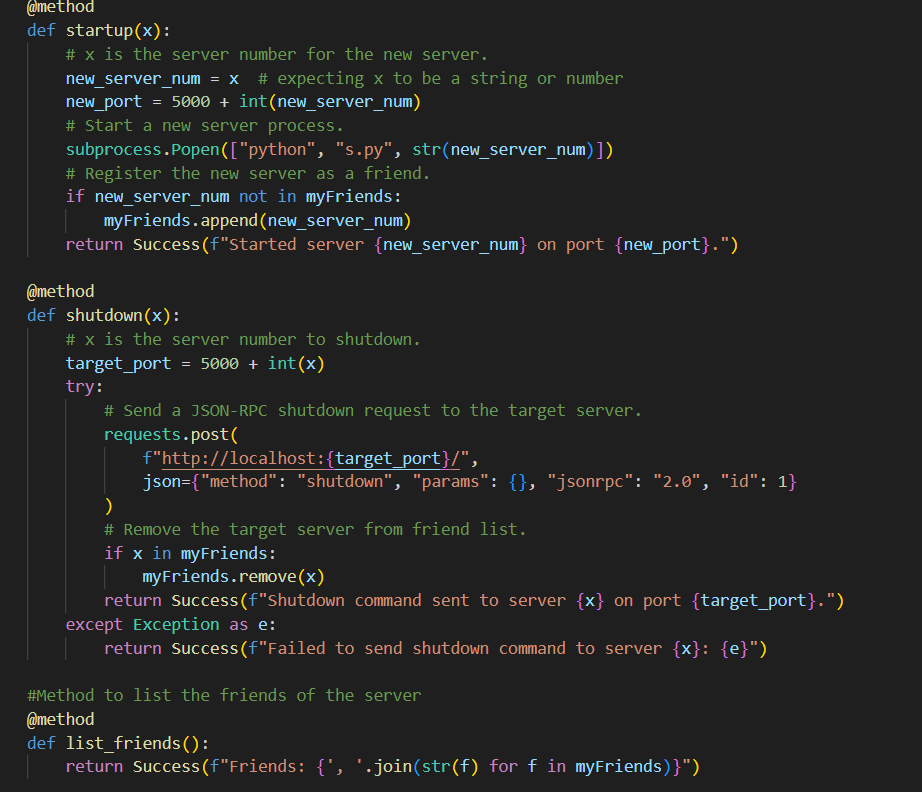 @method
def startup(x):
    # x is the server number for the new server.
    new_server_num = x  # expecting x to be a string or number
    new_port = 5000 + int(new_server_num)
    # Start a new server process.
    subprocess.Popen(["python", "s.py", str(new_server_num)])
    # Register the new server as a friend.
    if new_server_num not in myFriends:
        myFriends.append(new_server_num)
    return Success(f"Started server {new_server_num} on port {new_port}.")

@method
def shutdown(x):
    # x is the server number to shutdown.
    target_port = 5000 + int(x)
    try:
        # Send a JSON-RPC shutdown request to the target server.
        requests.post(
            f"http://localhost:{target_port}/",
            json={"method": "shutdown", "params": {}, "jsonrpc": "2.0", "id": 1}
        )
        # Remove the target server from friend list.
        if x in myFriends:
            myFriends.remove(x)
        return Success(f"Shutdown command sent to server {x} on port {target_port}.")
    except Exception as e:
        return Success(f"Failed to send shutdown command to server {x}: {e}")

#Method to list the friends of the server
@method
def list_friends():
    return Success(f"Friends: {', '.join(str(f) for f in myFriends)}")